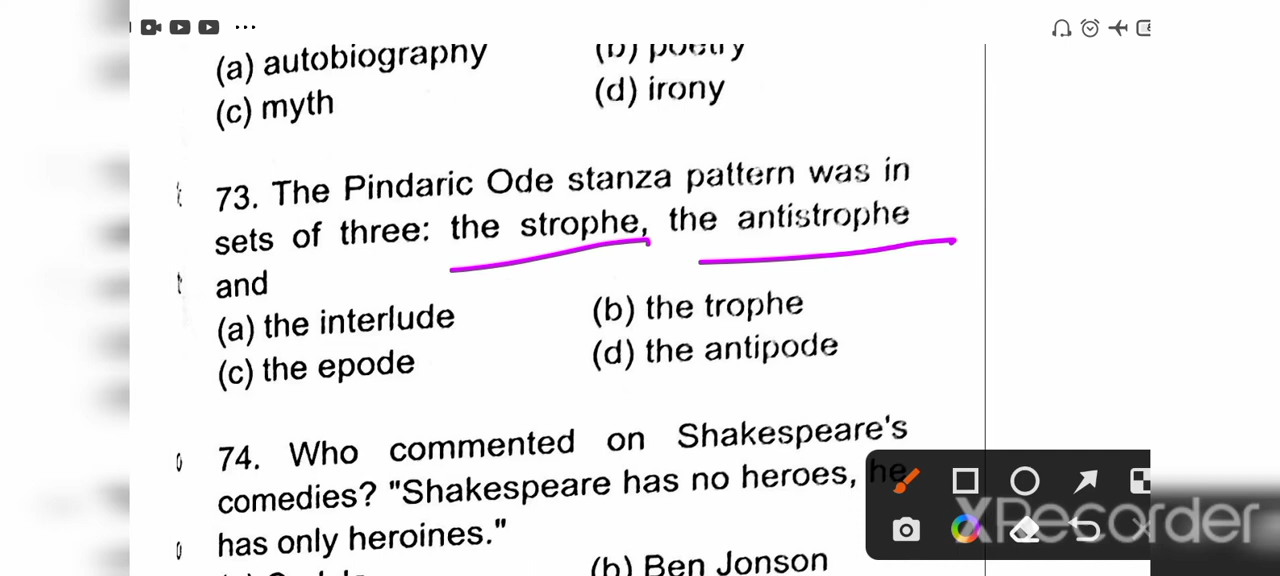 (a) autobiography (b) poetry
(c) myth (d) irony
73. The Pindaric Ode stanza pattern was in
sets of three: the strophe, the antistrophe
and
(a) the interlude (b) the trophe
(c) the epode (d) the antipode
74. Who commented on Shakespeare's
comedies? "Shakespeare has no heroes, he
has only heroines."
(b) Ben Jonson
XRecorder